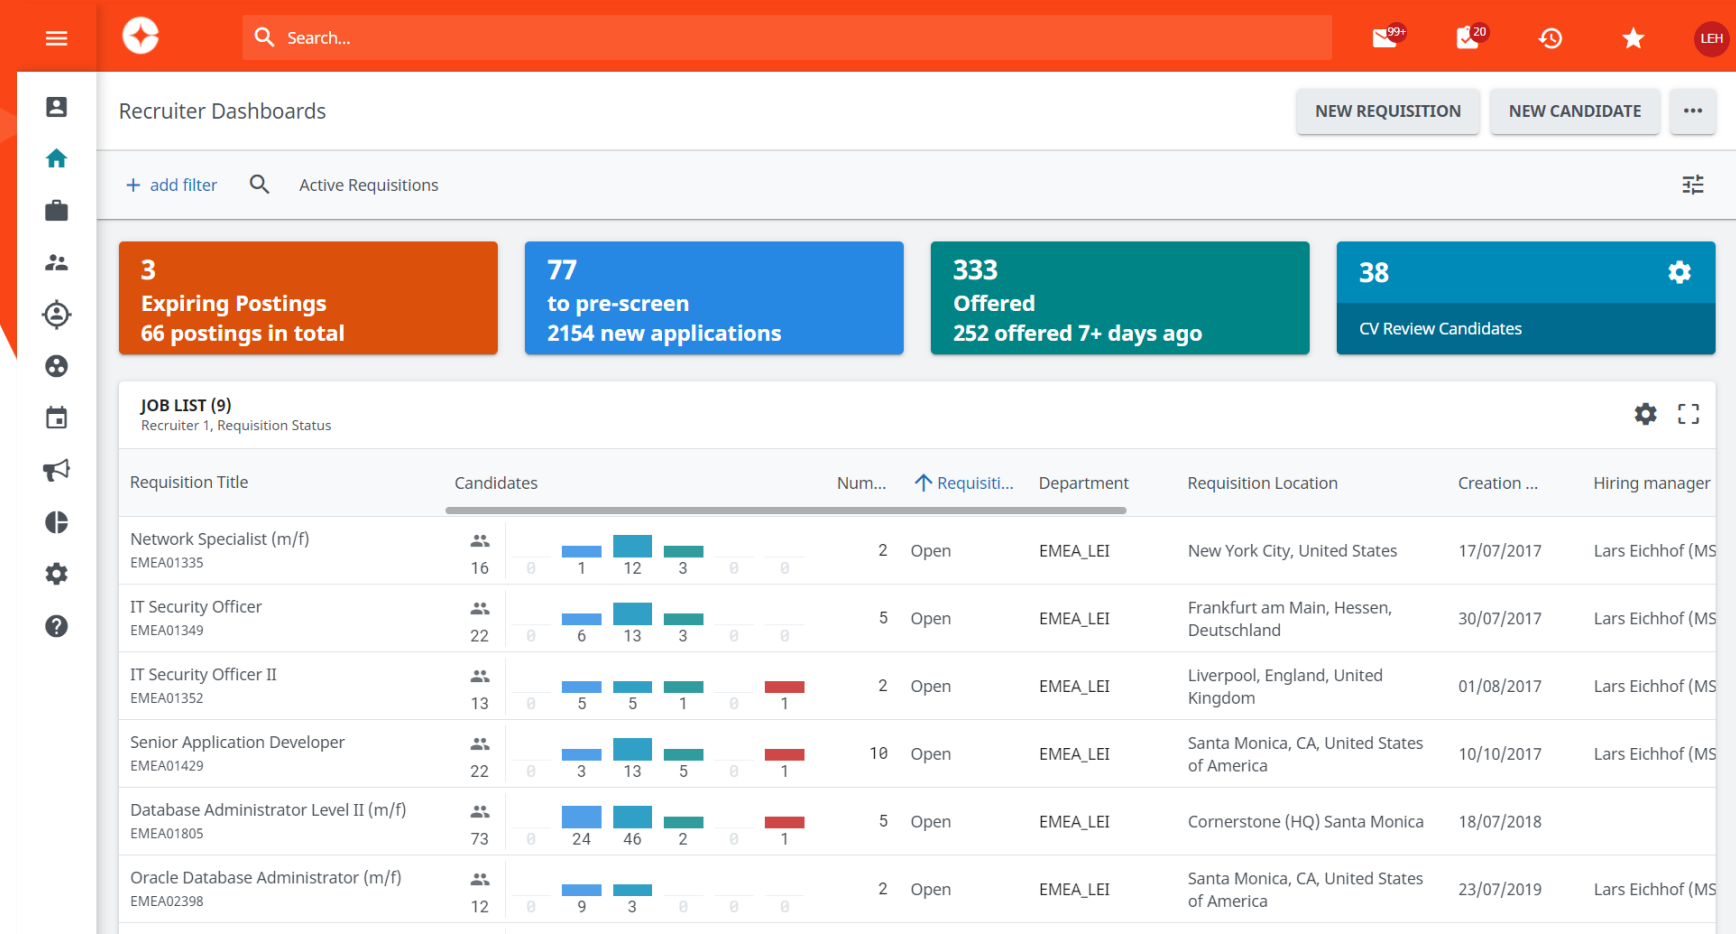 Search...
99+
20
LEH
Recruiter Dashboards
NEW REQUISITION
NEW CANDIDATE
+ add filter
Active Requisitions
3
Expiring Postings
66 postings in total
77
to pre-screen
2154 new applications
333
Offered
252 offered 7+ days ago
38
CV Review Candidates
JOB LIST (9)
Recruiter 1, Requisition Status
Requisition Title Candidates Num... Requisiti... Department Requisition Location Creation ... Hiring manager
Network Specialist (m/f)
EMEA01335
16 0 1 12 3 0 0
2 Open EMEA_LEI New York City, United States 17/07/2017 Lars Eichhof (MS
IT Security Officer
EMEA01349
22 0 6 13 3 0 0
5 Open EMEA_LEI Frankfurt am Main, Hessen,
Deutschland
30/07/2017 Lars Eichhof (MS
IT Security Officer II
EMEA01352
13 0 5 5 1 0 1
2 Open EMEA_LEI Liverpool, England, United
Kingdom
01/08/2017 Lars Eichhof (MS
Senior Application Developer
EMEA01429
22 0 3 13 5 0 1
10 Open EMEA_LEI Santa Monica, CA, United States
of America
10/10/2017 Lars Eichhof (MS
Database Administrator Level II (m/f)
EMEA01805
73 0 24 46 2 0 1
5 Open EMEA_LEI Cornerstone (HQ) Santa Monica 18/07/2018
Oracle Database Administrator (m/f)
EMEA02398
12 0 9 3 0 0 0
2 Open EMEA_LEI Santa Monica, CA, United States
of America
23/07/2019 Lars Eichhof (MS